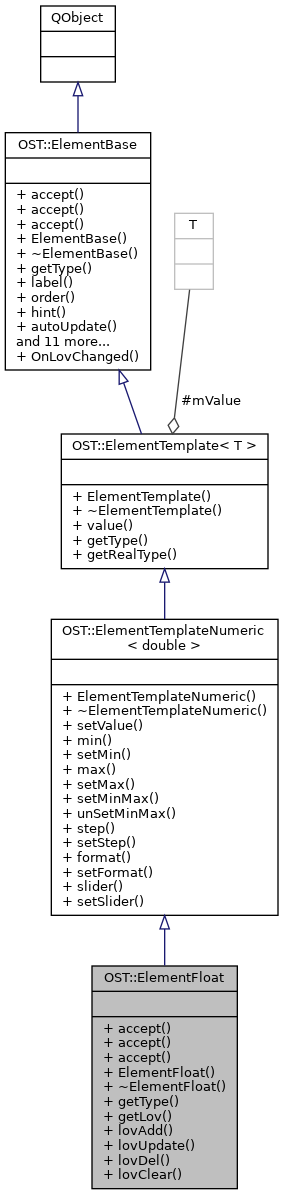 QObject
OST::ElementBase
+ accept()
+ accept()
+ accept()
+ ElementBase()
+ ~ElementBase()
+ getType()
+ label()
+ order()
+ hint()
+ autoUpdate()
and 11 more...
+ OnLovChanged()
T
#mValue
OST::ElementTemplate< T >
+ ElementTemplate()
+ ~ElementTemplate()
+ value()
+ getType()
+ getRealType()
OST::ElementTemplateNumeric
< double >
+ ElementTemplateNumeric()
+ ~ElementTemplateNumeric()
+ setValue()
+ min()
+ setMin()
+ max()
+ setMax()
+ setMinMax()
+ unSetMinMax()
+ step()
+ setStep()
+ format()
+ setFormat()
+ slider()
+ setSlider()
OST::ElementFloat
+ accept()
+ accept()
+ accept()
+ ElementFloat()
+ ~ElementFloat()
+ getType()
+ getLov()
+ lovAdd()
+ lovUpdate()
+ lovDel()
+ lovClear()